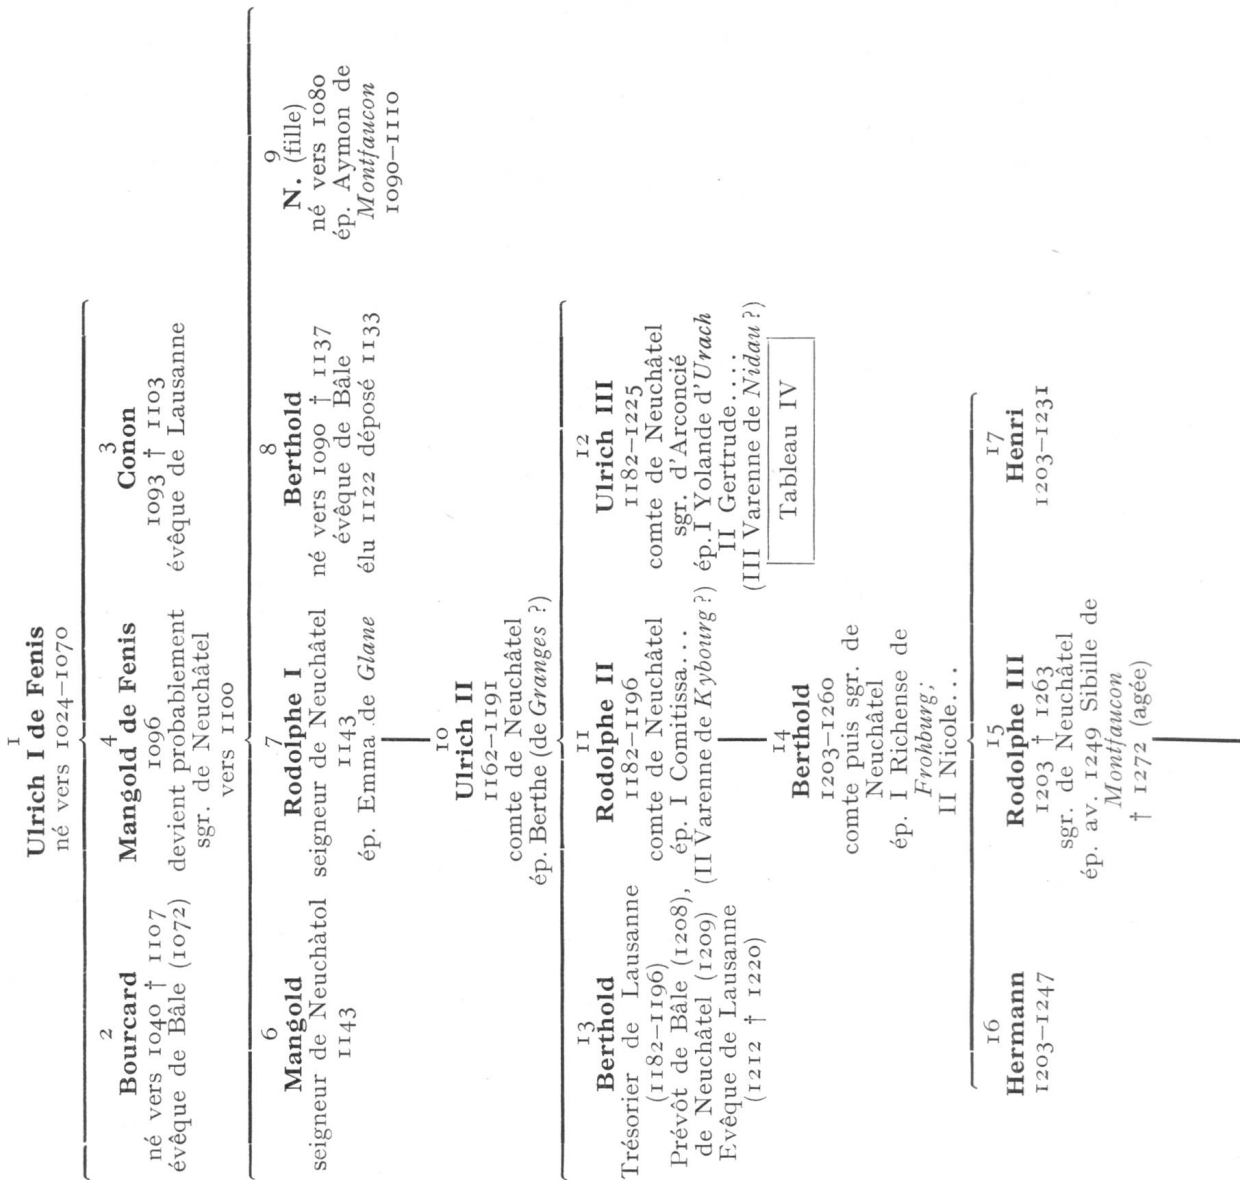 1
Ulrich I de Fenis
né vers 1024–1070
2
Bourcard
né vers 1040 † 1107
évêque de Bâle (1072)
4
Mangold de Fenis
1096
devient probablement
sgr. de Neuchâtel
vers 1100
3
Conon
1093 † 1103
évêque de Lausanne
6
Mangold
seigneur de Neuchàtol
1143
7
Rodolphe I
seigneur de Neuchâtel
1143
ép. Emma de Glane
8
Berthold
né vers 1090 † 1137
évêque de Bâle
élu 1122 déposé 1133
9
N. (fille)
né vers 1080
ép. Aymon de
Montfaucon
1090–1110
10
Ulrich II
1162–1191
comte de Neuchâtel
ép. Berthe (de Granges ?)
13
Berthold
Trésorier de Lausanne
(1182–1196)
Prévôt de Bâle (1208),
de Neuchâtel (1209)
Evêque de Lausanne
(1212 † 1220)
11
Rodolphe II
1182–1196
comte de Neuchâtel
ép. I Comitissa...
(II Varenne de Kybourg ?)
12
Ulrich III
1182–1225
comte de Neuchâtel
sgr. d'Arconcié
ép. I Yolande d'Urach
II Gertrude.....
(III Varenne de Nidau ?)
Tableau IV
14
Berthold
1203–1260
comte puis sgr. de
Neuchâtel
ép. I Richense de
Frohburg;
II Nicole...
16
Hermann
1203–1247
15
Rodolphe III
1203 † 1263
sgr. de Neuchâtel
ép. av. 1249 Sibille de
Montfaucon
† 1272 (agée)
17
Henri
1203–1231